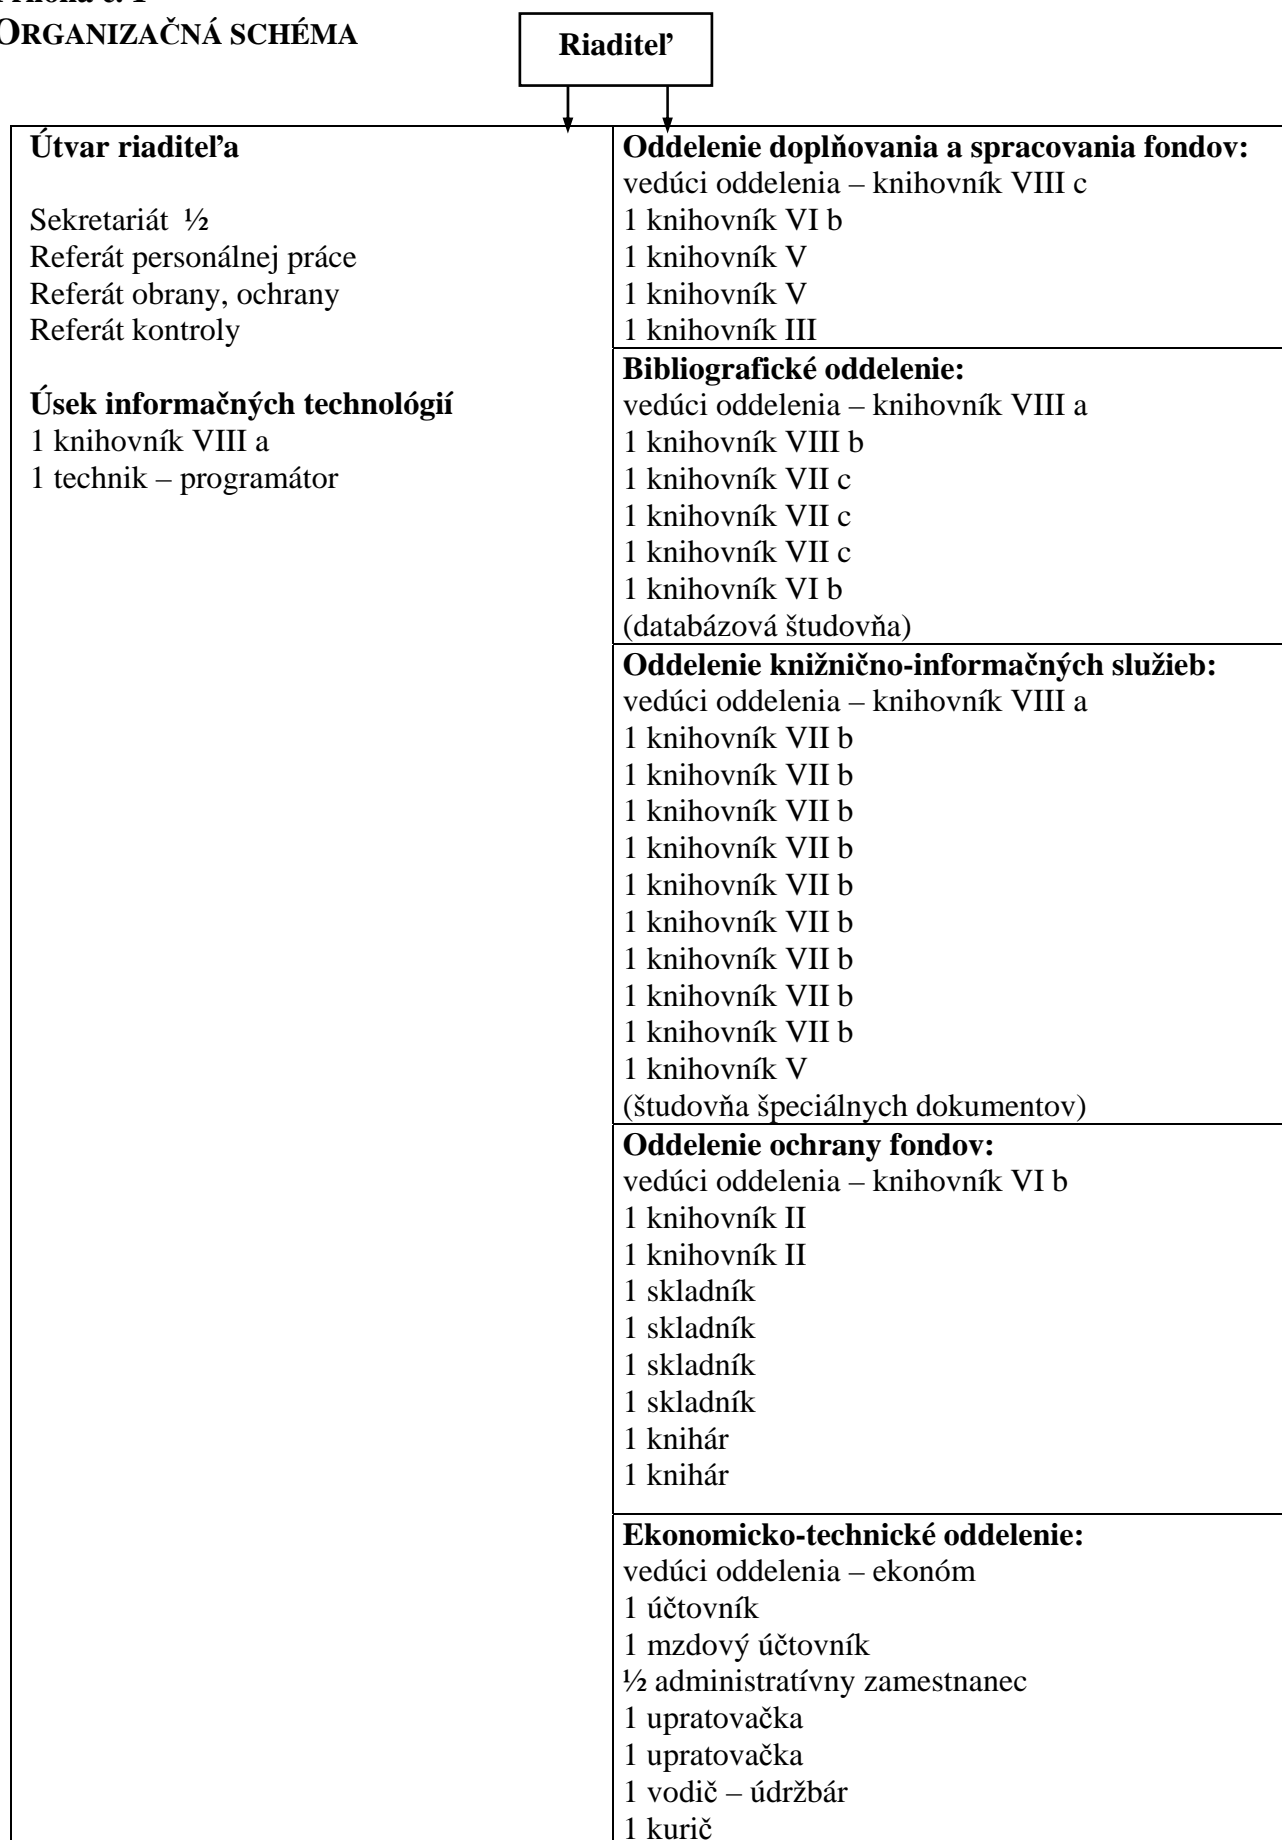 ORGANIZAČNÁ SCHÉMA
Riaditeľ
Útvar riaditeľa
Sekretariát ½
Referát personálnej práce
Referát obrany, ochrany
Referát kontroly
Úsek informačných technológií
1 knihovník VIII a
1 technik – programátor
Oddelenie doplňovania a spracovania fondov:
vedúci oddelenia – knihovník VIII c
1 knihovník VI b
1 knihovník V
1 knihovník V
1 knihovník III
Bibliografické oddelenie:
vedúci oddelenia – knihovník VIII a
1 knihovník VIII b
1 knihovník VII c
1 knihovník VII c
1 knihovník VII c
1 knihovník VI b
(databázová študovňa)
Oddelenie knižnično-informačných služieb:
vedúci oddelenia – knihovník VIII a
1 knihovník VII b
1 knihovník VII b
1 knihovník VII b
1 knihovník VII b
1 knihovník VII b
1 knihovník VII b
1 knihovník VII b
1 knihovník VII b
1 knihovník VII b
1 knihovník V
(študovňa špeciálnych dokumentov)
Oddelenie ochrany fondov:
vedúci oddelenia – knihovník VI b
1 knihovník II
1 knihovník II
1 skladník
1 skladník
1 skladník
1 skladník
1 knihár
1 knihár
Ekonomicko-technické oddelenie:
vedúci oddelenia – ekonóm
1 účtovník
1 mzdový účtovník
½ administratívny zamestnanec
1 upratovačka
1 upratovačka
1 vodič – údržbár
1 kurič